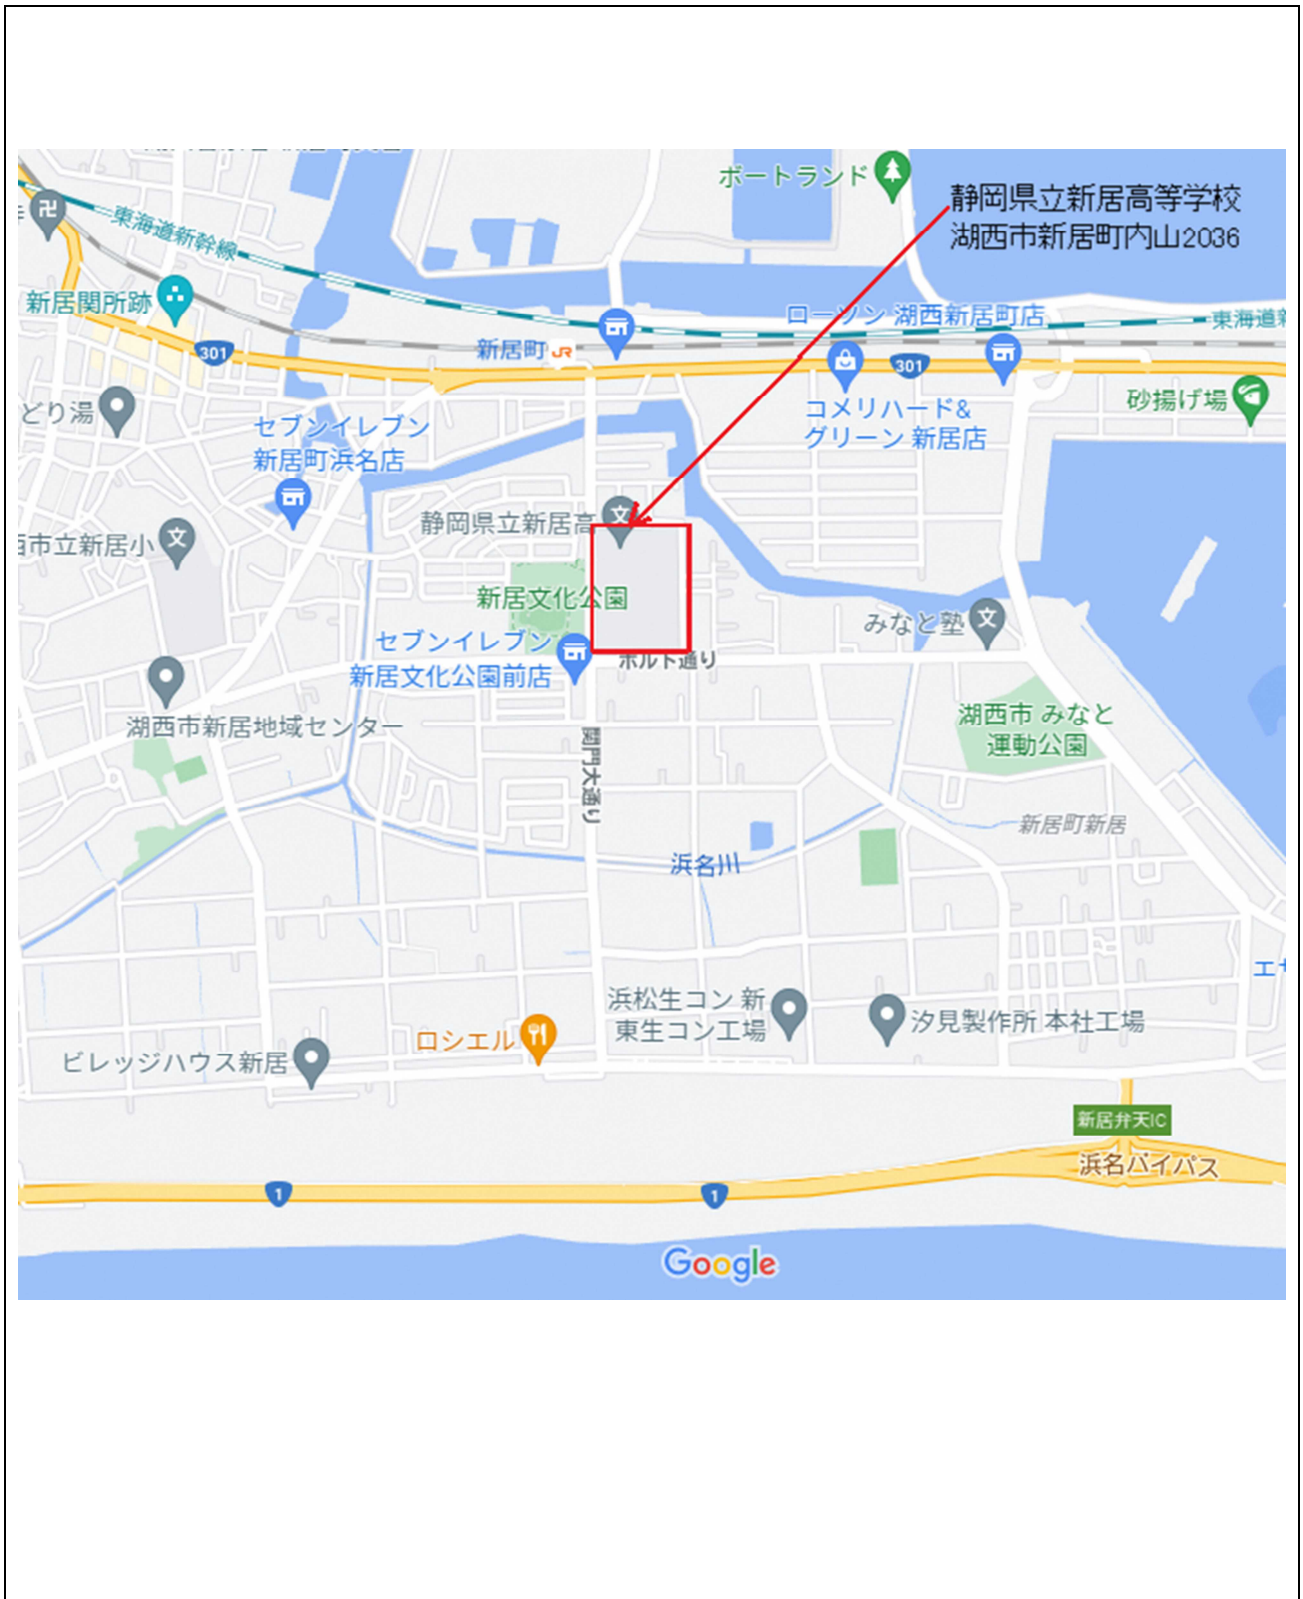 ボートランド
静岡県立新居高等学校
湖西市新居町内山2036
東海道新幹線
新居関所跡
ローソン 湖西新居町店
東海道新
新居町
JR
301
301
コメリハード&
グリーン 新居店
砂揚げ場
どり湯
セブンイレブン
新居町浜名店
静岡県立新居高
市立新居小
新居文化公園
みなと塾
セブンイレブン
新居文化公園前店
ポルト通り
湖西市新居地域センター
湖西市 みなと
運動公園
関門大通り
新居町新居
浜名川
エサ
浜松生コン 新
東生コン工場
汐見製作所 本社工場
ロシエル
ビレッジハウス新居
新居弁天IC
浜名バイパス
1
1
Google